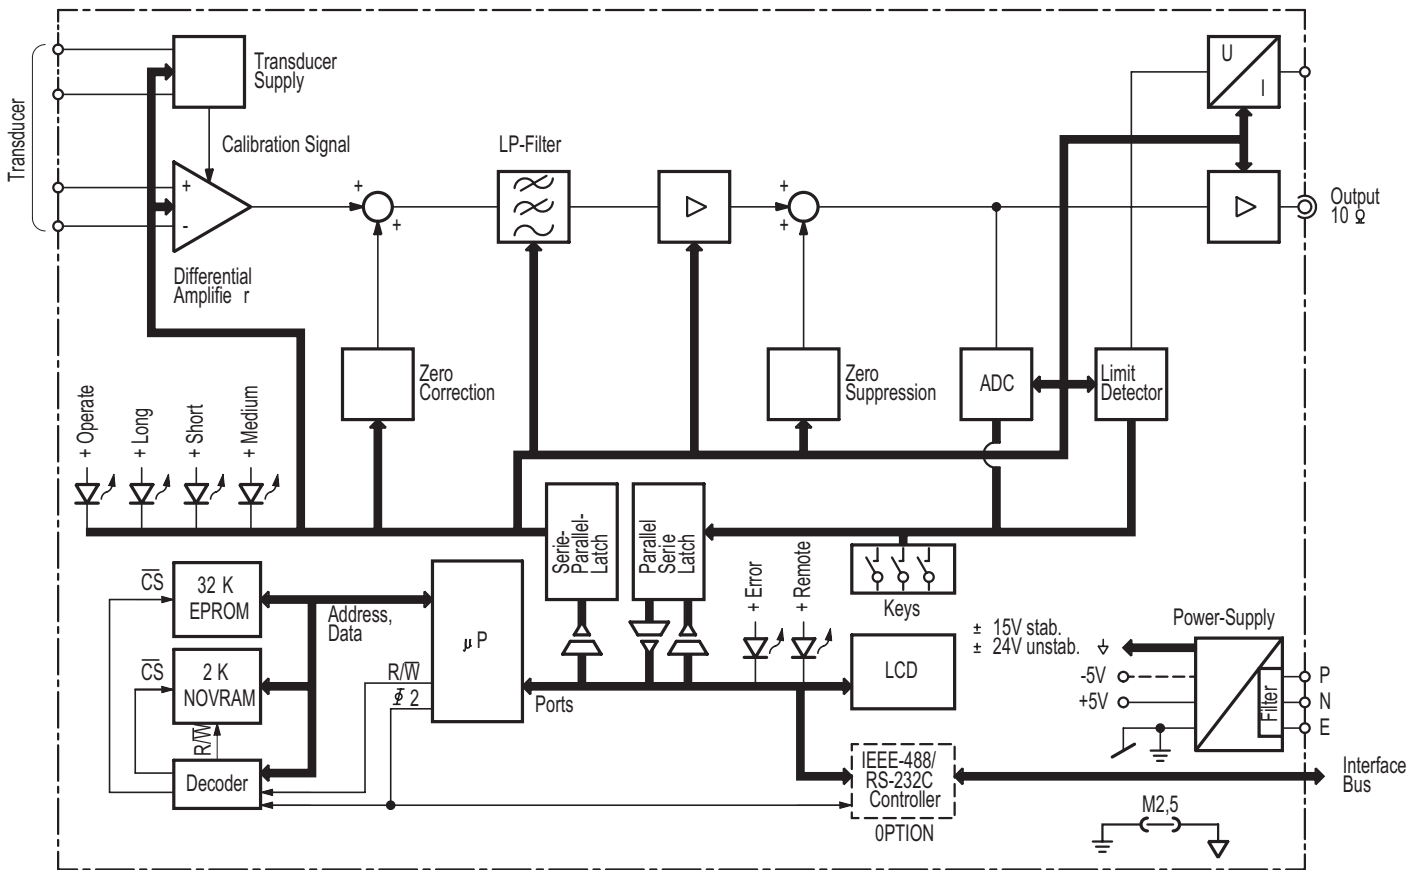 Transducer
Transducer
Supply
Calibration Signal
+
-
Differential
Amplifie r
+
+
LP-Filter
+
+
U
I
Output
10 Ω
Zero
Correction
Zero
Suppression
ADC
Limit
Detector
+ Operate
+ Long
+ Short
+ Medium
Serie-
Parallel-
Latch
Parallel
Serie
Latch
+ Error
+ Remote
Keys
CS
32 K
EPROM
Address,
Data
μP
CS
2 K
NOVRAM
R/W
Φ 2
R/W
Decoder
Ports
LCD
IEEE-488/
RS-232C
Controller
0PTION
Power-Supply
± 15V stab.
± 24V unstab.
-5V
+5V
Filter
P
N
E
Interface
Bus
M2,5